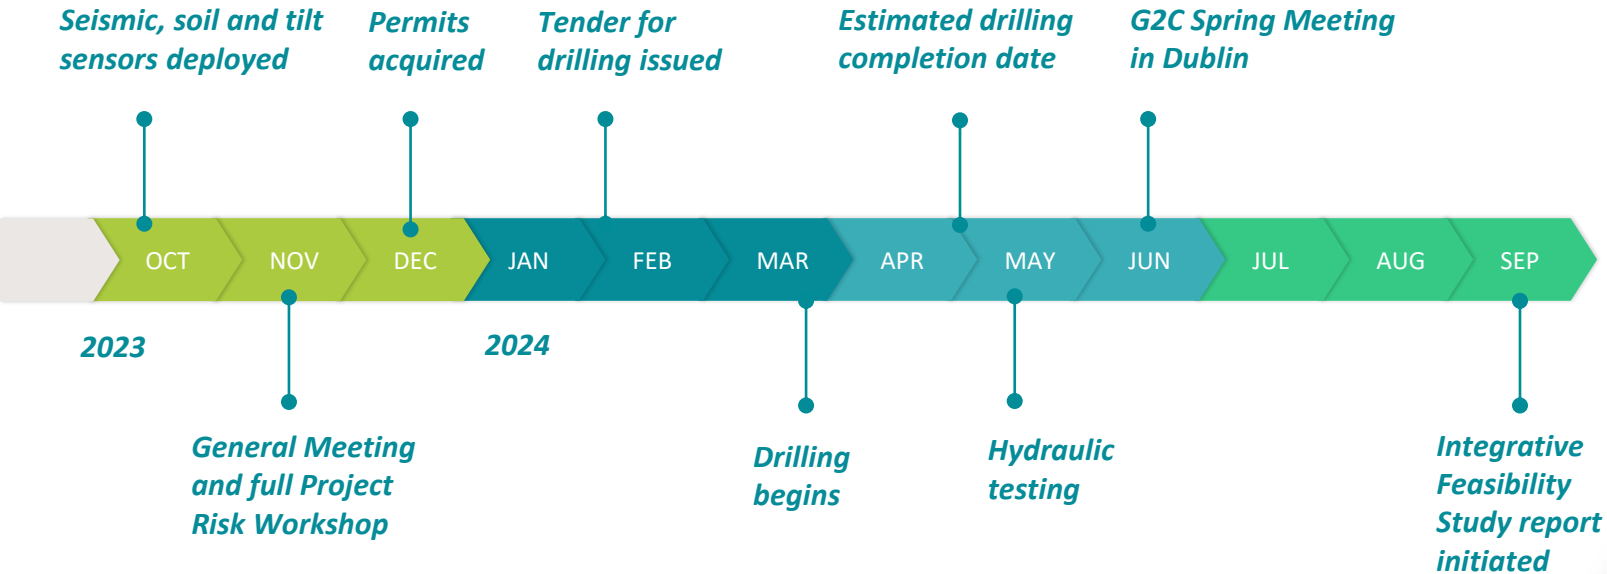 Seismic, soil and tilt
sensors deployed
Permits
acquired
Tender for
drilling issued
Estimated drilling
completion date
G2C Spring Meeting
in Dublin
OCT
NOV
DEC
JAN
FEB
MAR
APR
MAY
JUN
JUL
AUG
SEP
2023
2024
General Meeting
and full Project
Risk Workshop
Drilling
begins
Hydraulic
testing
Integrative
Feasibility
Study report
initiated